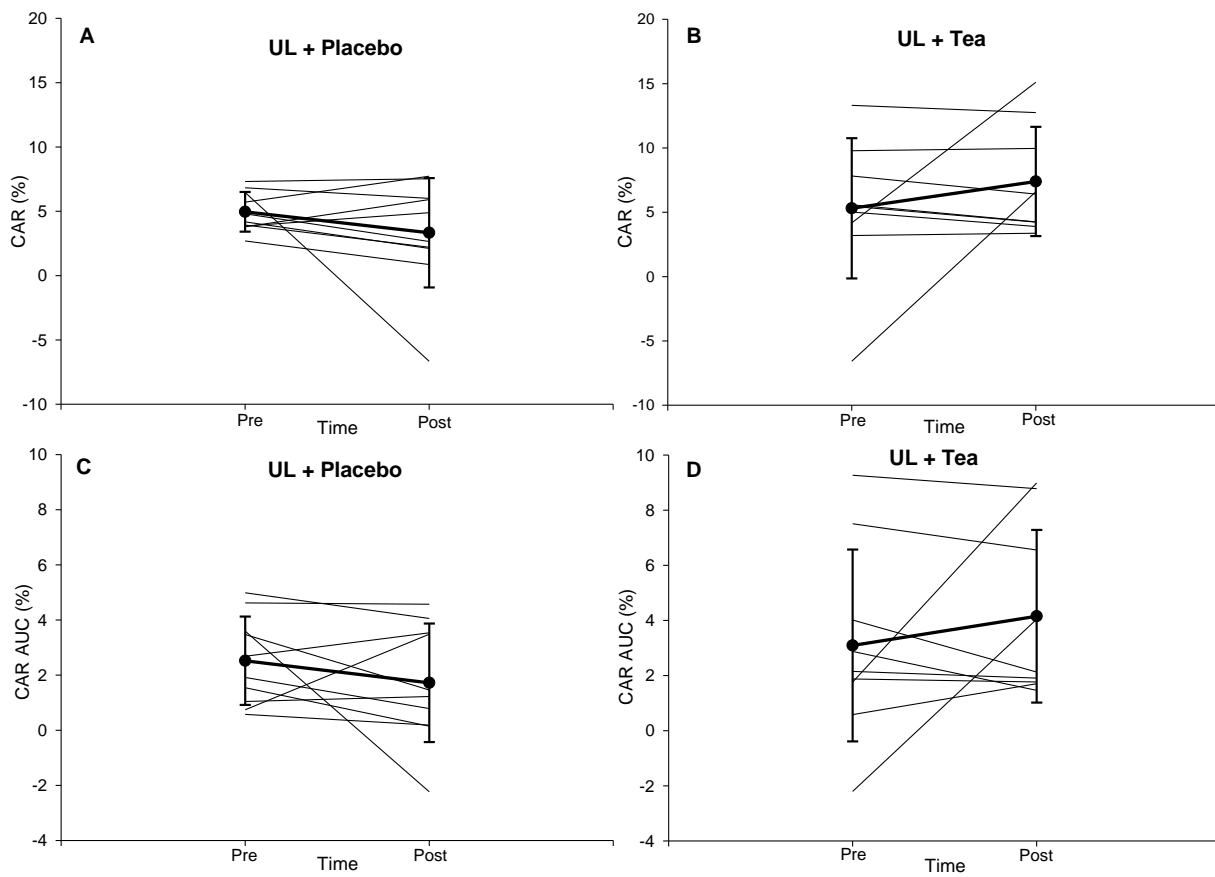 A
UL + Placebo
CAR (%)
20
15
10
5
0
-5
-10
Pre
Post
Time
B
UL + Tea
CAR (%)
20
15
10
5
0
-5
-10
Pre
Post
Time
C
UL + Placebo
CAR AUC (%)
10
8
6
4
2
0
-2
-4
Pre
Post
Time
D
UL + Tea
CAR AUC (%)
10
8
6
4
2
0
-2
-4
Pre
Post
Time